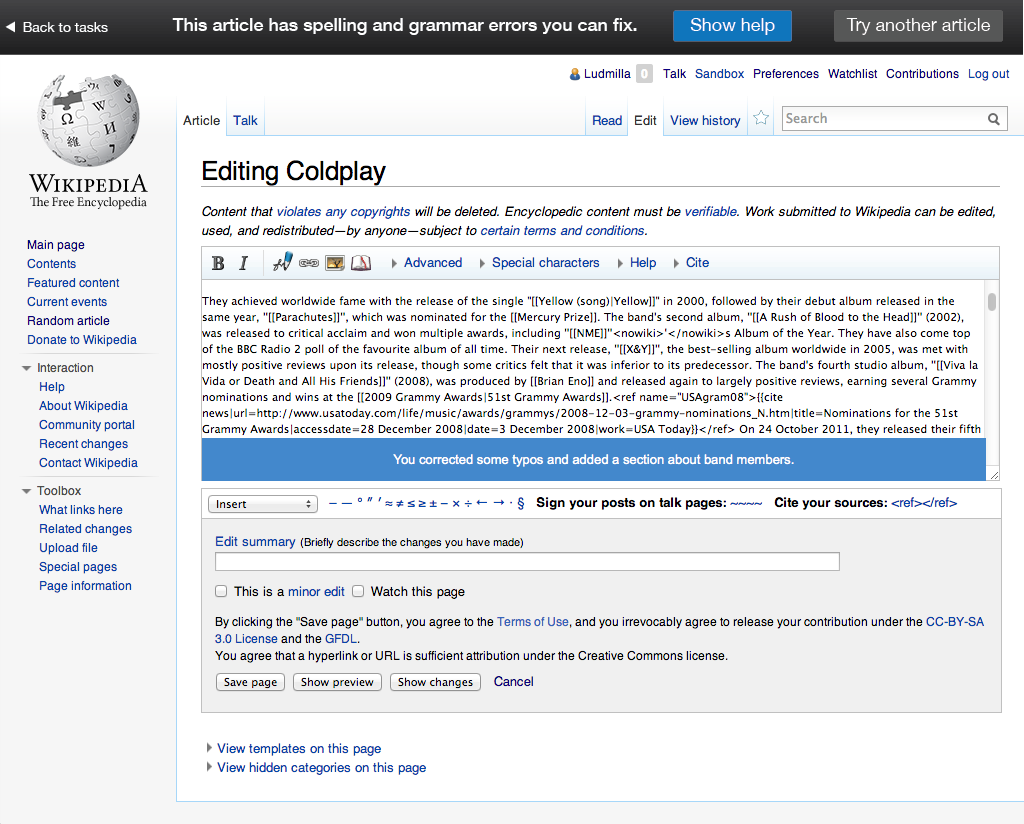 Back to tasks
This article has spelling and grammar errors you can fix.
Show help
Try another article
Ludmilla 0 Talk Sandbox Preferences Watchlist Contributions Log out
Article Talk
Read Edit View history
Search
WIKIPEDIA
The Free Encyclopedia
Main page
Contents
Featured content
Current events
Random article
Donate to Wikipedia
Interaction
Help
About Wikipedia
Community portal
Recent changes
Contact Wikipedia
Toolbox
What links here
Related changes
Upload file
Special pages
Page information
Editing Coldplay
Content that violates any copyrights will be deleted. Encyclopedic content must be verifiable. Work submitted to Wikipedia can be edited,
used, and redistributed—by anyone—subject to certain terms and conditions.
B I Advanced Special characters Help Cite
They achieved worldwide fame with the release of the single "[[Yellow (song)|Yellow]]" in 2000, followed by their debut album released in the
same year, "[[Parachutes]]", which was nominated for the [[Mercury Prize]]. The band's second album, "[[A Rush of Blood to the Head]]" (2002),
was released to critical acclaim and won multiple awards, including "[[NME]]"<nowiki>'</nowiki>s Album of the Year. They have also come top
of the BBC Radio 2 poll of the favourite album of all time. Their next release, "[[X&Y]]", the best-selling album worldwide in 2005, was met with
mostly positive reviews upon its release, though some critics felt that it was inferior to its predecessor. The band's fourth studio album, "[[Viva la
Vida or Death and All His Friends]]" (2008), was produced by [[Brian Eno]] and released again to largely positive reviews, earning several Grammy
nominations and wins at the [[2009 Grammy Awards|51st Grammy Awards]].<ref name="USAgram08">{{cite
news|url=http://www.usatoday.com/life/music/awards/grammys/2008-12-03-grammy-nominations_N.htm|title=Nominations for the 51st
Grammy Awards|accessdate=28 December 2008|date=3 December 2008|work=USA Today}}</ref> On 24 October 2011, they released their fifth
You corrected some typos and added a section about band members.
Insert – — ° ″ ′ ≈ ≠ ≤ ≥ ± − × ÷ ← → · § Sign your posts on talk pages: ~~~~ Cite your sources: <ref></ref>
Edit summary (Briefly describe the changes you have made)
This is a minor edit Watch this page
By clicking the "Save page" button, you agree to the Terms of Use, and you irrevocably agree to release your contribution under the CC-BY-SA
3.0 License and the GFDL.
You agree that a hyperlink or URL is sufficient attribution under the Creative Commons license.
Save page Show preview Show changes Cancel
View templates on this page
View hidden categories on this page